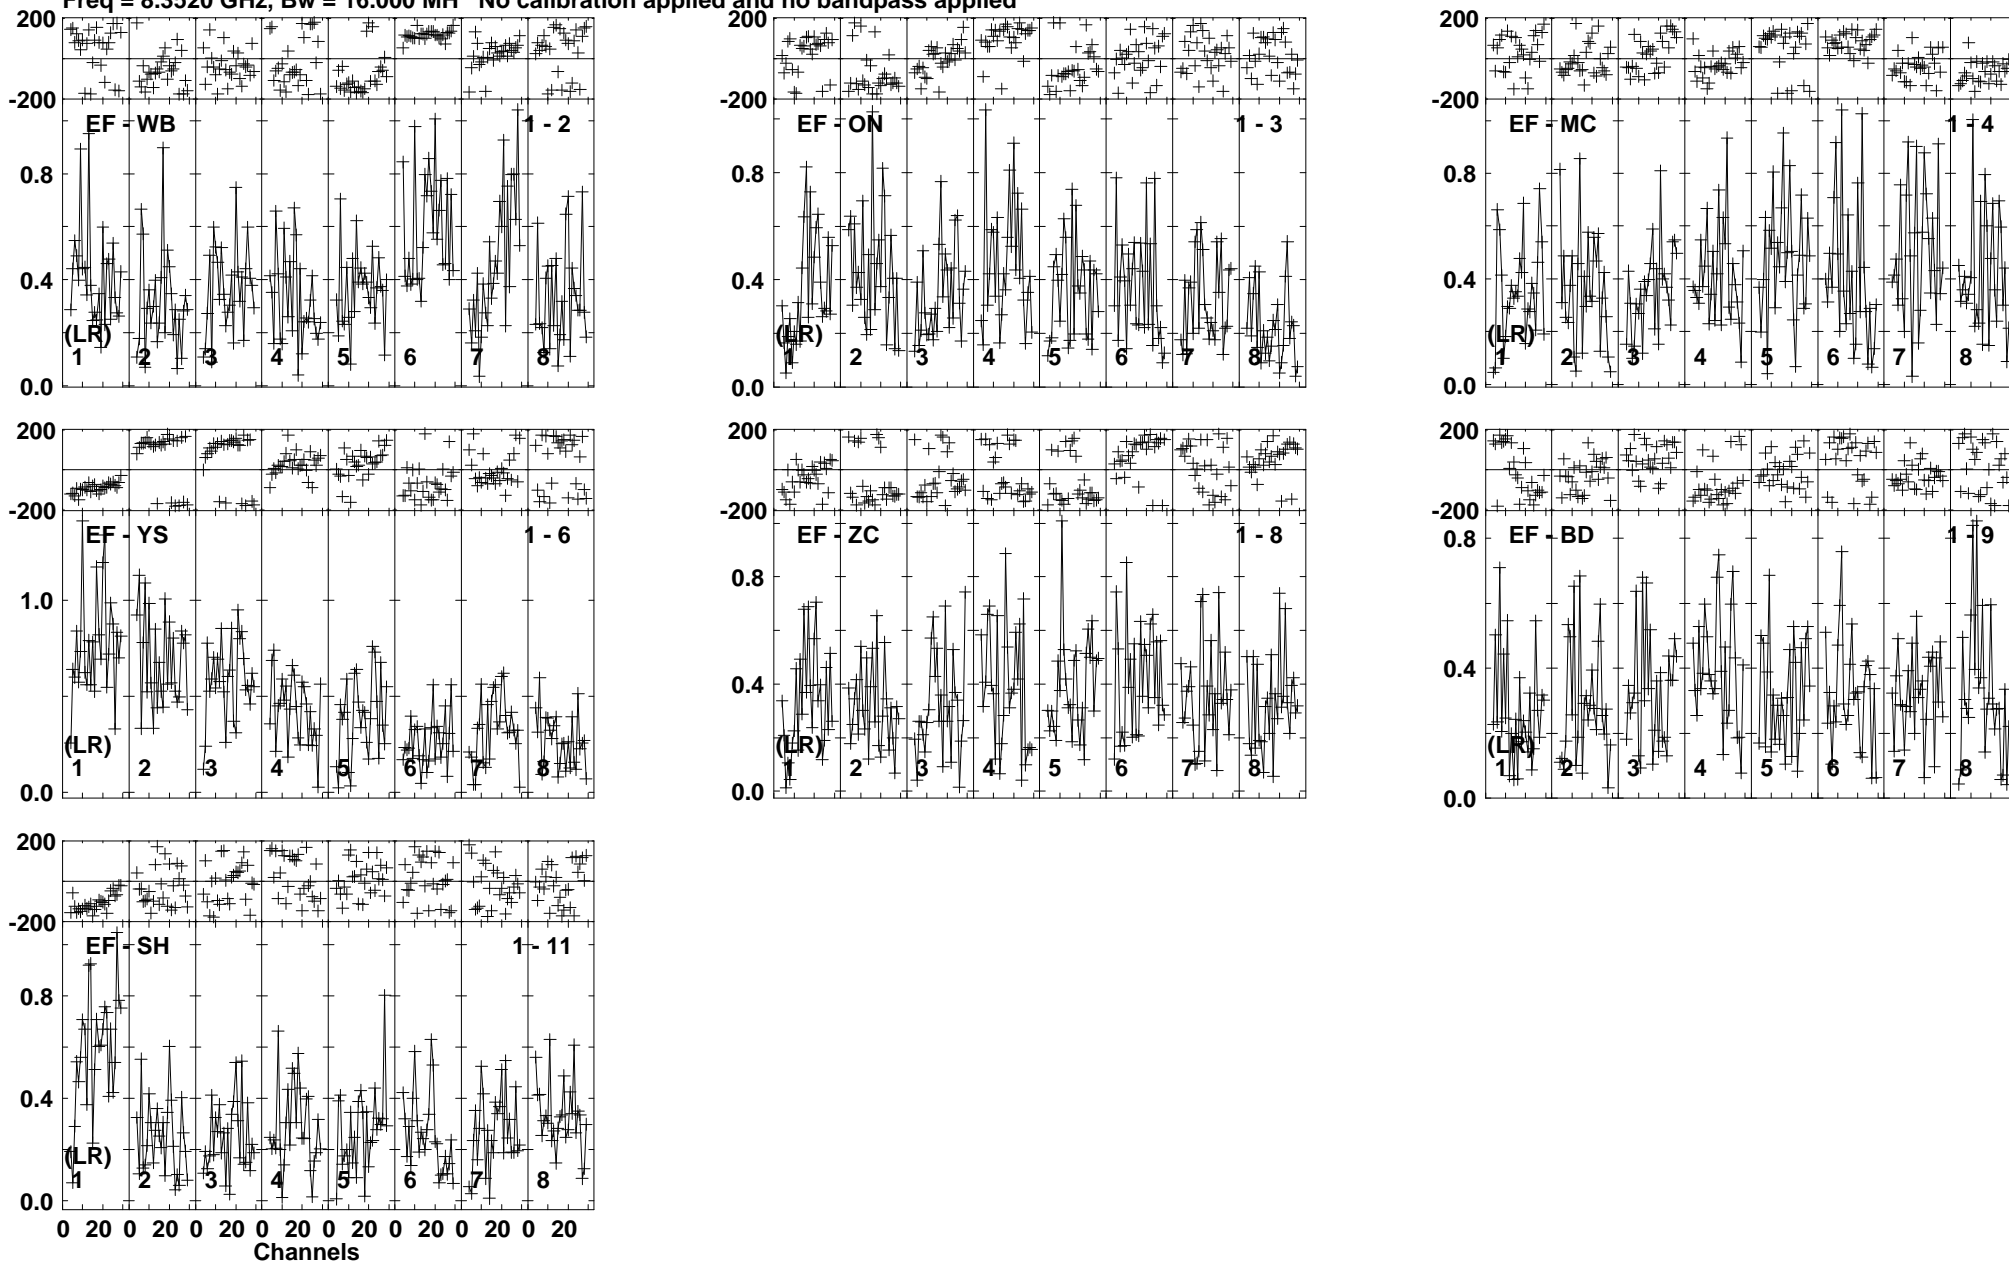 Freq = 8.3520 GHz, Bw = 16.000 MH No calibration applied and no bandpass applied
200 200 200
-200 -200 -200
EF - WB 1 - 2 EF - ON 1 - 3 EF - MC 1 - 4
0.8 0.8 0.8
0.4 0.4 0.4
(LR) (LR) (LR)
1 2 3 4 5 6 7 8 1 2 3 4 5 6 7 8 1 2 3 4 5 6 7 8
0.0 0.0 0.0
200 200 200
-200 -200 -200
EF - YS 1 - 6 EF - ZC 1 - 8 EF - BD 1 - 9
0.8 0.8
1.0
0.4 0.4
(LR) (LR) (LR)
1 2 3 4 5 6 7 8 1 2 3 4 5 6 7 8 1 2 3 4 5 6 7 8
0.0 0.0 0.0
200
-200
EF - SH 1 - 11
0.8
0.4
(LR)
1 2 3 4 5 6 7 8
0.0
0 20 0 20 0 20 0 20 0 20 0 20 0 20 0 20
Channels